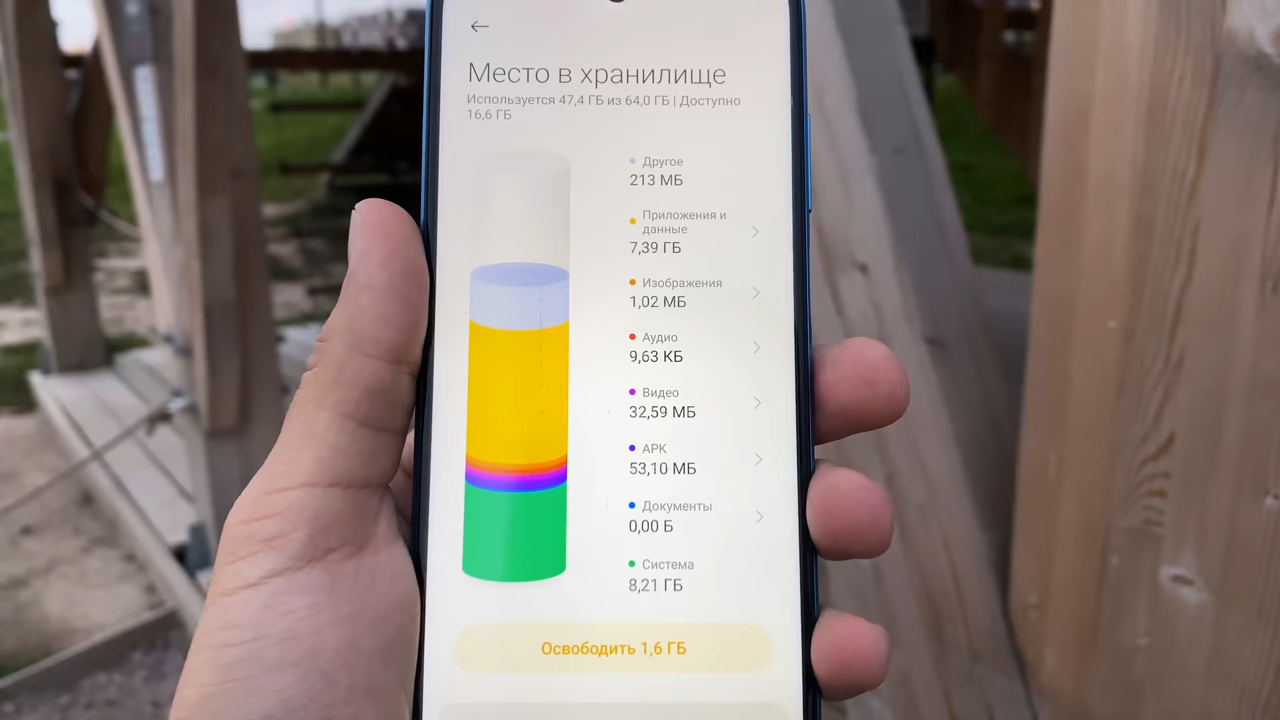 Место в хранилище
Используется 47,4 ГБ из 64,0 ГБ | Доступно
16,6 ГБ
Другое
213 МБ
Приложения и
данные
7,39 ГБ
Изображения
1,02 МБ
Аудио
9,63 КБ
Видео
32,59 МБ
APK
53,10 МБ
Документы
0,00 Б
Система
8,21 ГБ
Освободить 1,6 ГБ